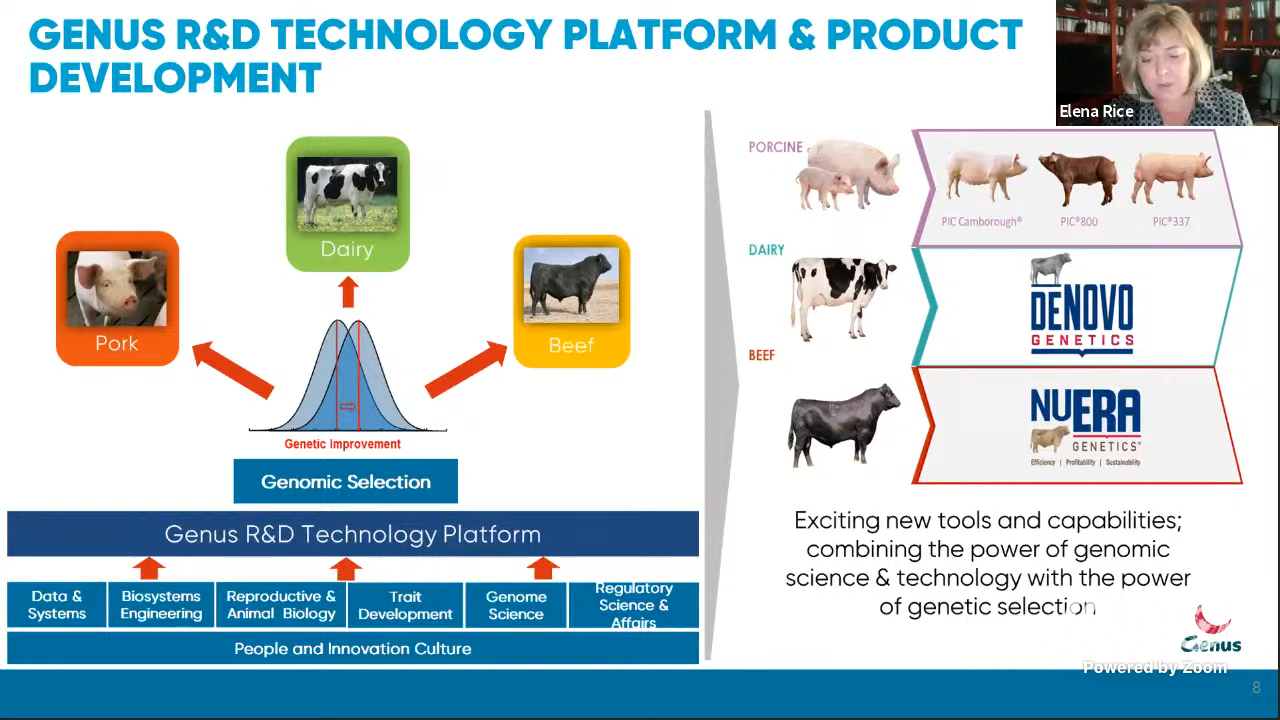 GENUS R&D TECHNOLOGY PLATFORM & PRODUCT
DEVELOPMENT
Elena Rice
Pork
Dairy
Beef
Genetic Improvement
Genomic Selection
Genus R&D Technology Platform
Data &
Systems
Biosystems
Engineering
Reproductive &
Animal Biology
Trait
Development
Genome
Science
Regulatory
Science &
Affairs
People and Innovation Culture
PORCINE
PIC Camborough®
PIC®800
PIC®337
DAIRY
DENOVO
GENETICS
BEEF
NUERA
GENETICS®
Efficiency | Profitability | Sustainability
Exciting new tools and capabilities;
combining the power of genomic
science & technology with the power
of genetic selection
Genus
Powered by Zoom
8